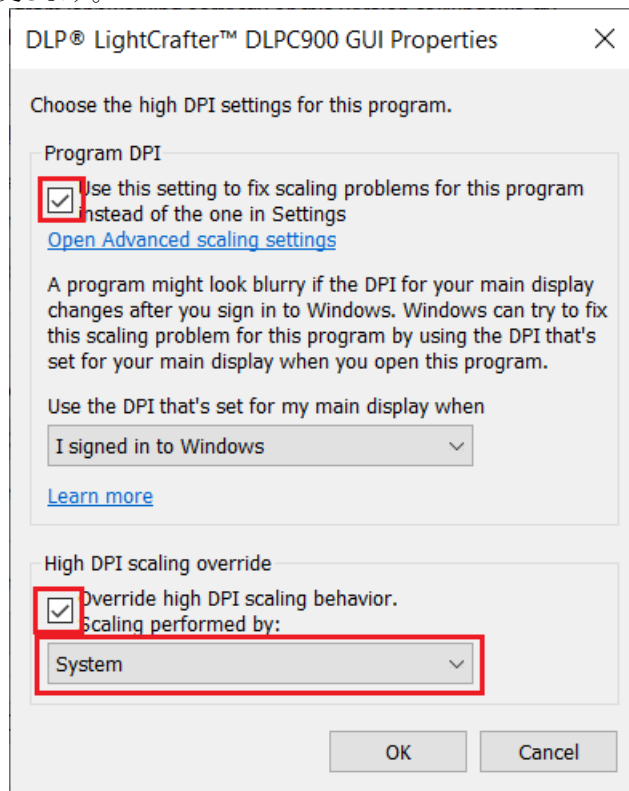 DLP® LightCrafter™ DLPC900 GUI Properties
Choose the high DPI settings for this program.
Program DPI
Use this setting to fix scaling problems for this program
instead of the one in Settings
Open Advanced scaling settings
A program might look blurry if the DPI for your main display
changes after you sign in to Windows. Windows can try to fix
this scaling problem for this program by using the DPI that's
set for your main display when you open this program.
Use the DPI that's set for my main display when
I signed in to Windows
Learn more
High DPI scaling override
Override high DPI scaling behavior.
Scaling performed by:
System
OK
Cancel